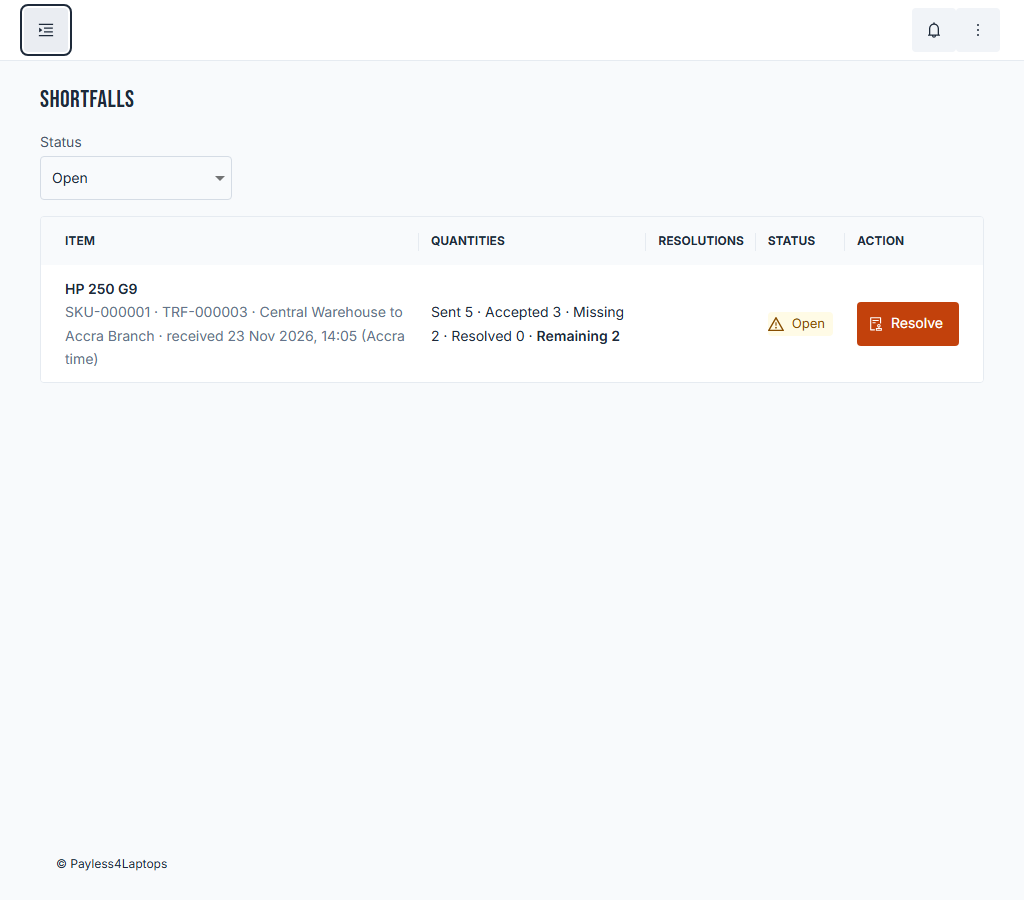 SHORTFALLS
Status
Open
ITEM
QUANTITIES
RESOLUTIONS
STATUS
ACTION
HP 250 G9
SKU-000001 · TRF-000003 · Central Warehouse to
Accra Branch · received 23 Nov 2026, 14:05 (Accra
time)
Sent 5 · Accepted 3 · Missing
2 · Resolved 0 · Remaining 2
Open
Resolve
© Payless4Laptops